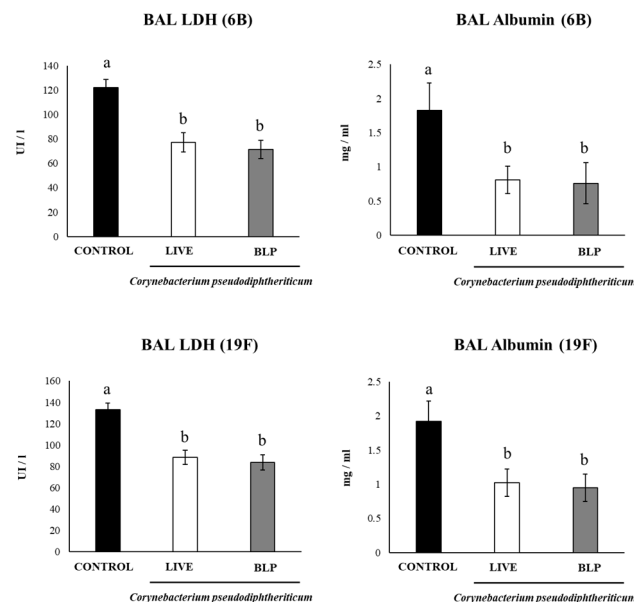 BAL LDH (6B)
140
120
100
80
60
40
20
0
UI / l
a
b
b
CONTROL LIVE BLP
Corynebacterium pseudodiphtheriticum
BAL Albumin (6B)
2.5
2
1.5
1
0.5
0
mg / ml
a
b
b
CONTROL LIVE BLP
Corynebacterium pseudodiphtheriticum
BAL LDH (19F)
160
140
120
100
80
60
40
20
0
UI / l
a
b
b
CONTROL LIVE BLP
Corynebacterium pseudodiphtheriticum
BAL Albumin (19F)
2.5
2
1.5
1
0.5
0
mg / ml
a
b
b
CONTROL LIVE BLP
Corynebacterium pseudodiphtheriticum